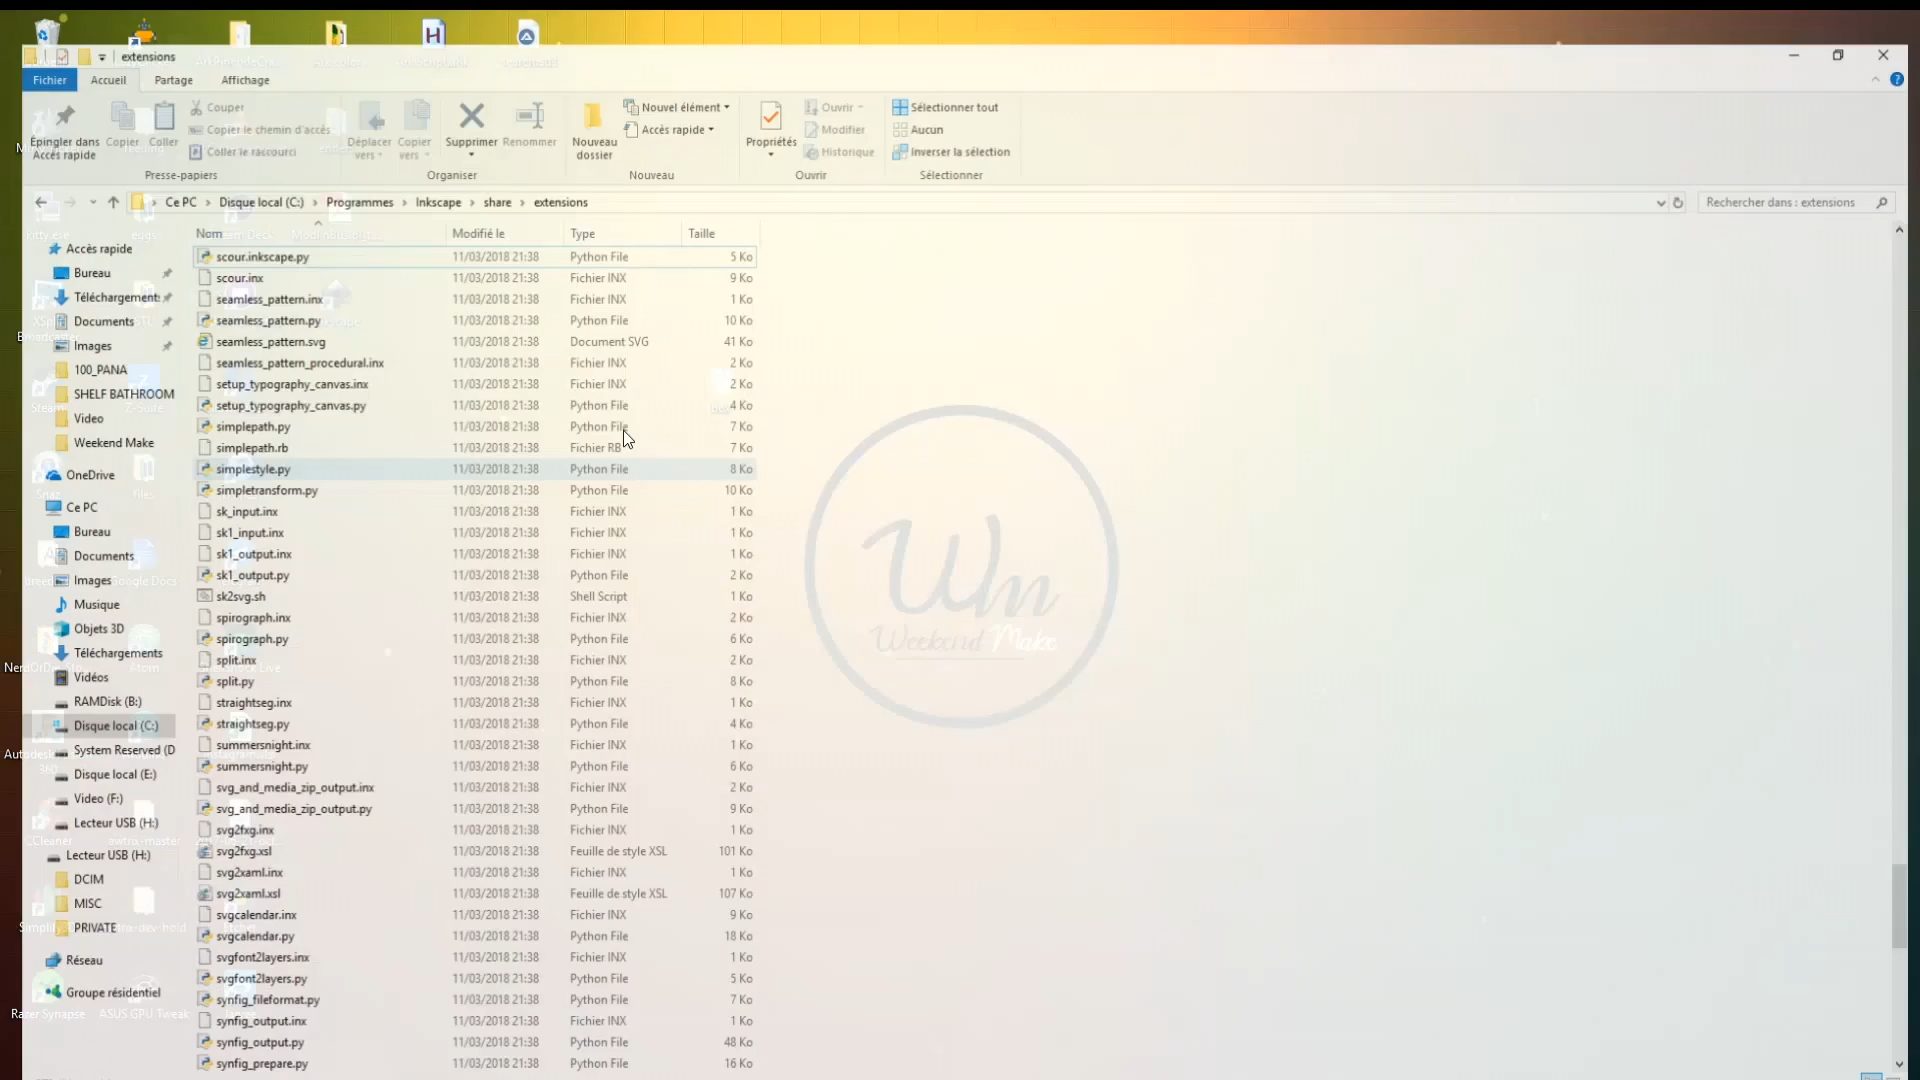 extensions
Fichier Accueil Partage Affichage
Épingler dans Accès rapide
Copier
Coller
Couper
Copier le chemin d'accès
Coller le raccourci
Presse-papiers
Déplacer vers
Copier vers
Supprimer
Renommer
Organiser
Nouveau dossier
Nouvel élément
Accès rapide
Nouveau
Propriétés
Ouvrir
Modifier
Historique
Ouvrir
Sélectionner tout
Aucun
Inverser la sélection
Sélectionner
Ce PC > Disque local (C:) > Programmes > Inkscape > share > extensions
Rechercher dans : extensions
Accès rapide
Bureau
Téléchargements
Documents
Images
100_PANA
SHELF BATHROOM
Video
Weekend Make
OneDrive
Ce PC
Bureau
Documents
Images
Musique
Objets 3D
Téléchargements
Vidéos
RAMDisk (B:)
Disque local (C:)
System Reserved (D
Disque local (E:)
Video (F:)
Lecteur USB (H:)
Lecteur USB (H:)
DCIM
MISC
PRIVATE
Réseau
Groupe résidentiel
Nom Modifié le Type Taille
scour.inkscape.py 11/03/2018 21:38 Python File 5 Ko
scour.inx 11/03/2018 21:38 Fichier INX 9 Ko
seamless_pattern.inx 11/03/2018 21:38 Fichier INX 1 Ko
seamless_pattern.py 11/03/2018 21:38 Python File 10 Ko
seamless_pattern.svg 11/03/2018 21:38 Document SVG 41 Ko
seamless_pattern_procedural.inx 11/03/2018 21:38 Fichier INX 2 Ko
setup_typography_canvas.inx 11/03/2018 21:38 Fichier INX 2 Ko
setup_typography_canvas.py 11/03/2018 21:38 Python File 4 Ko
simplepath.py 11/03/2018 21:38 Python File 7 Ko
simplepath.rb 11/03/2018 21:38 Fichier RB 7 Ko
simplestyle.py 11/03/2018 21:38 Python File 8 Ko
simpletransform.py 11/03/2018 21:38 Python File 10 Ko
sk_input.inx 11/03/2018 21:38 Fichier INX 1 Ko
sk1_input.inx 11/03/2018 21:38 Fichier INX 1 Ko
sk1_output.inx 11/03/2018 21:38 Fichier INX 1 Ko
sk1_output.py 11/03/2018 21:38 Python File 2 Ko
sk2svg.sh 11/03/2018 21:38 Shell Script 1 Ko
spirograph.inx 11/03/2018 21:38 Fichier INX 2 Ko
spirograph.py 11/03/2018 21:38 Python File 6 Ko
split.inx 11/03/2018 21:38 Fichier INX 2 Ko
split.py 11/03/2018 21:38 Python File 8 Ko
straightseg.inx 11/03/2018 21:38 Fichier INX 1 Ko
straightseg.py 11/03/2018 21:38 Python File 4 Ko
summersnight.inx 11/03/2018 21:38 Fichier INX 1 Ko
summersnight.py 11/03/2018 21:38 Python File 6 Ko
svg_and_media_zip_output.inx 11/03/2018 21:38 Fichier INX 2 Ko
svg_and_media_zip_output.py 11/03/2018 21:38 Python File 9 Ko
svg2fxg.inx 11/03/2018 21:38 Fichier INX 1 Ko
svg2fxg.xsl 11/03/2018 21:38 Feuille de style XSL 101 Ko
svg2xaml.inx 11/03/2018 21:38 Fichier INX 1 Ko
svg2xaml.xsl 11/03/2018 21:38 Feuille de style XSL 107 Ko
svgcalendar.inx 11/03/2018 21:38 Fichier INX 9 Ko
svgcalendar.py 11/03/2018 21:38 Python File 18 Ko
svgfont2layers.inx 11/03/2018 21:38 Fichier INX 1 Ko
svgfont2layers.py 11/03/2018 21:38 Python File 5 Ko
synfig_fileformat.py 11/03/2018 21:38 Python File 7 Ko
synfig_output.inx 11/03/2018 21:38 Fichier INX 1 Ko
synfig_output.py 11/03/2018 21:38 Python File 48 Ko
synfig_prepare.py 11/03/2018 21:38 Python File 16 Ko
Wm
Weekend Make
Steam
Z-Suite
files
Google Docs
Atom
CCleaner
awtrix-master
Razer Synapse
ASUS GPU Tweak